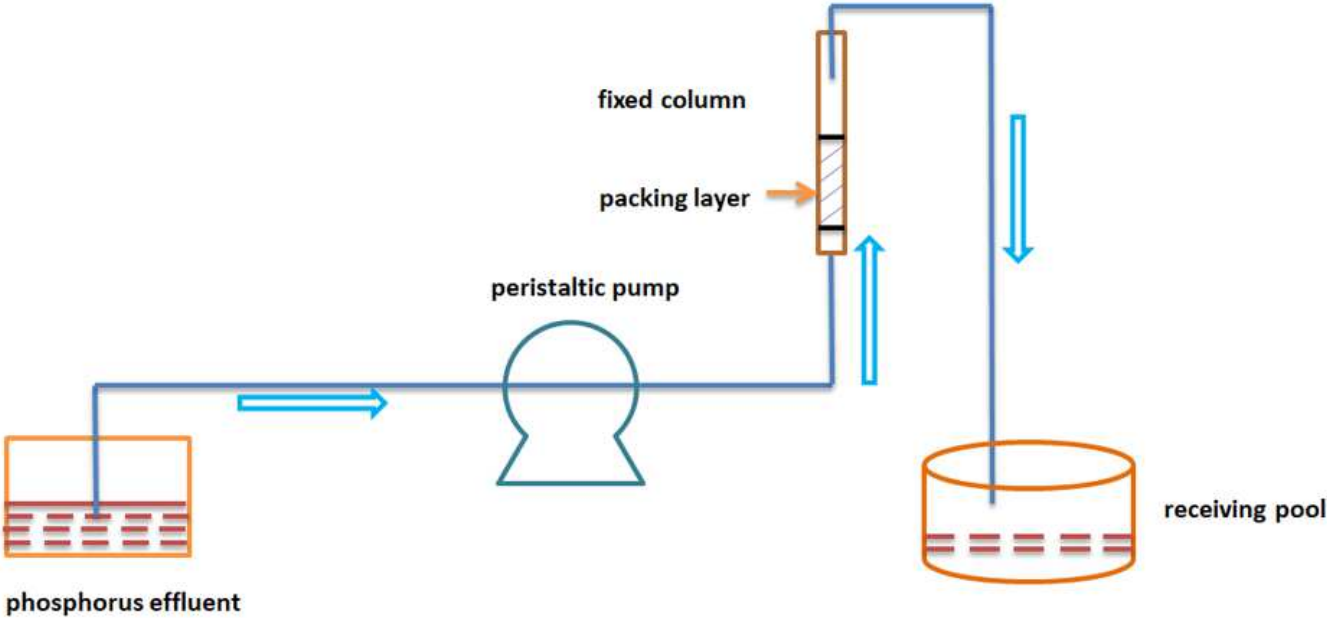 fixed column
packing layer
peristaltic pump
receiving pool
phosphorus effluent